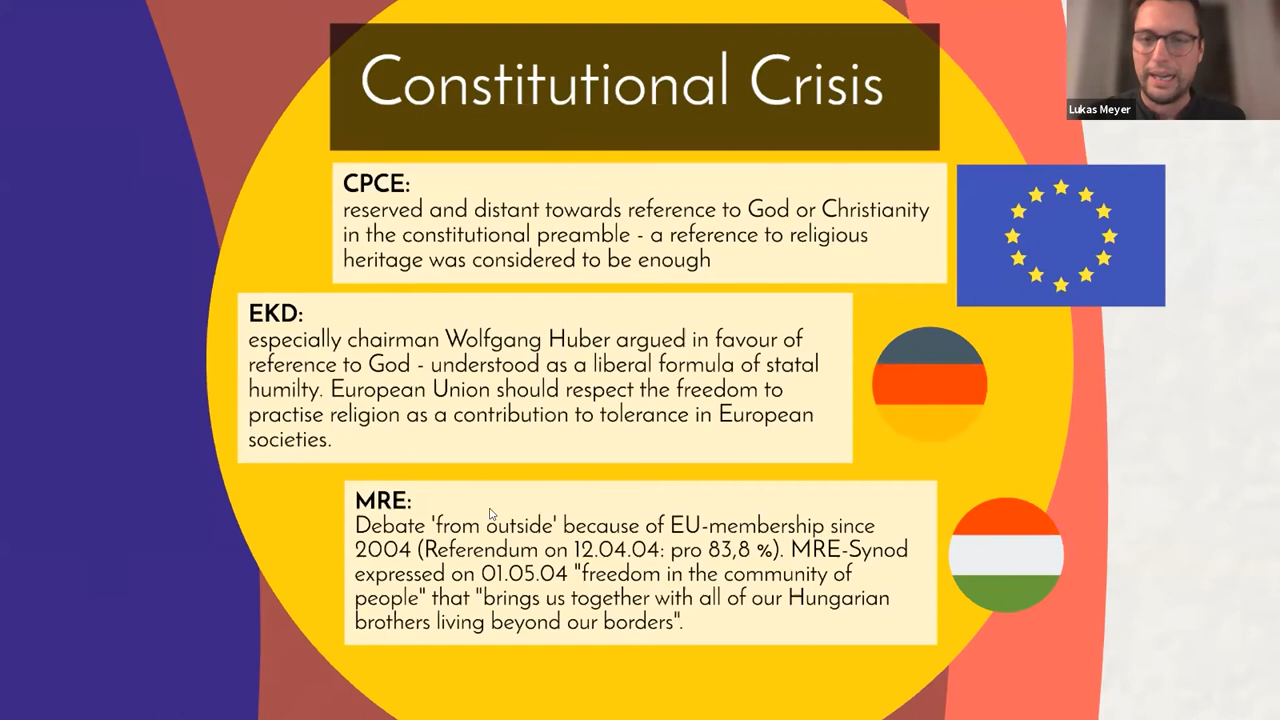 Constitutional Crisis
Lukas Meyer
CPCE:
reserved and distant towards reference to God or Christianity
in the constitutional preamble - a reference to religious
heritage was considered to be enough
EKD:
especially chairman Wolfgang Huber argued in favour of
reference to God - understood as a liberal formula of statal
humilty. European Union should respect the freedom to
practise religion as a contribution to tolerance in European
societies.
MRE:
Debate 'from outside' because of EU-membership since
2004 (Referendum on 12.04.04: pro 83,8 %). MRE-Synod
expressed on 01.05.04 "freedom in the community of
people" that "brings us together with all of our Hungarian
brothers living beyond our borders".